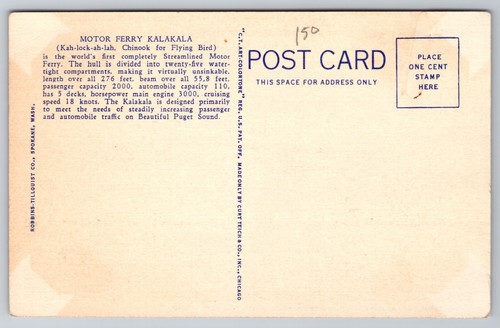 MOTOR FERRY KALAKALA
(Kah-lock-ah-lah, Chinook for Flying Bird)
is the world's first completely Streamlined Motor
Ferry. The hull is divided into twenty-five water-
tight compartments, making it virtually unsinkable,
length over all 276 feet, beam over all 55.8 feet,
passenger capacity 2000, automobile capacity 110,
has 5 decks, horsepower main engine 3000, cruising
speed 18 knots. The Kalakala is designed primarily
to meet the needs of steadily increasing passenger
and automobile traffic on Beautiful Puget Sound.
ROBBINS-TILLQUIST CO., SPOKANE, WASH.
"C.T. ART-COLORTONE" REG. U.S. PAT. OFF. MADE ONLY BY CURT TEICH & CO., INC., CHICAGO
150
POST CARD
THIS SPACE FOR ADDRESS ONLY
PLACE
ONE CENT
STAMP
HERE